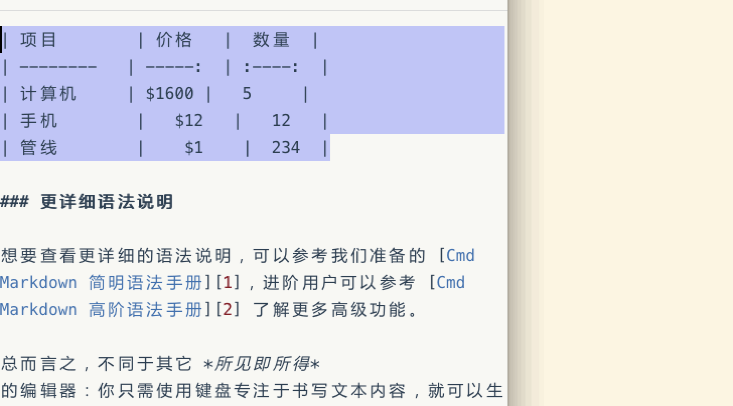 | 项目 | 价格 | 数量 |
| -------- | -----: | :----: |
| 计算机 | $1600 | 5 |
| 手机 | $12 | 12 |
| 管线 | $1 | 234 |
### 更详细语法说明
想要查看更详细的语法说明，可以参考我们准备的 [Cmd
Markdown 简明语法手册][1]，进阶用户可以参考 [Cmd
Markdown 高阶语法手册][2] 了解更多高级功能。
总而言之，不同于其它 *所见即所得*
的编辑器：你只需使用键盘专注于书写文本内容，就可以生